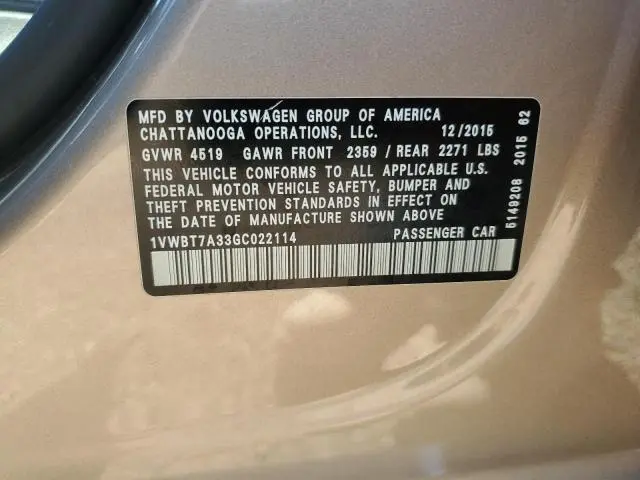 MFD BY VOLKSWAGEN GROUP OF AMERICA
CHATTANOOGA OPERATIONS, LLC. 12/2015
GVWR 4519 GAWR FRONT 2359 / REAR 2271 LBS
THIS VEHICLE CONFORMS TO ALL APPLICABLE U.S.
FEDERAL MOTOR VEHICLE SAFETY, BUMPER AND
THEFT PREVENTION STANDARDS IN EFFECT ON
THE DATE OF MANUFACTURE SHOWN ABOVE
1VWBT7A33GC022114 PASSENGER CAR
5149208 2015 62